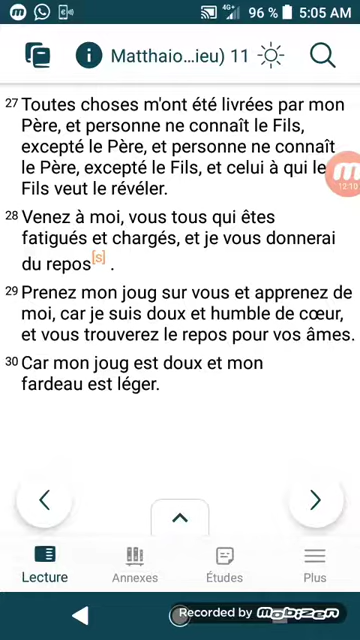 4G+ 96 % 5:05 AM
Matthaio...ieu) 11
27 Toutes choses m'ont été livrées par mon
Père, et personne ne connaît le Fils,
excepté le Père, et personne ne connaît
le Père, excepté le Fils, et celui à qui le
Fils veut le révéler.
12:10
28 Venez à moi, vous tous qui êtes
fatigués et chargés, et je vous donnerai
du repos[s] .
29 Prenez mon joug sur vous et apprenez de
moi, car je suis doux et humble de cœur,
et vous trouverez le repos pour vos âmes.
30 Car mon joug est doux et mon
fardeau est léger.
Lecture Annexes Études Plus
Recorded by mobizen